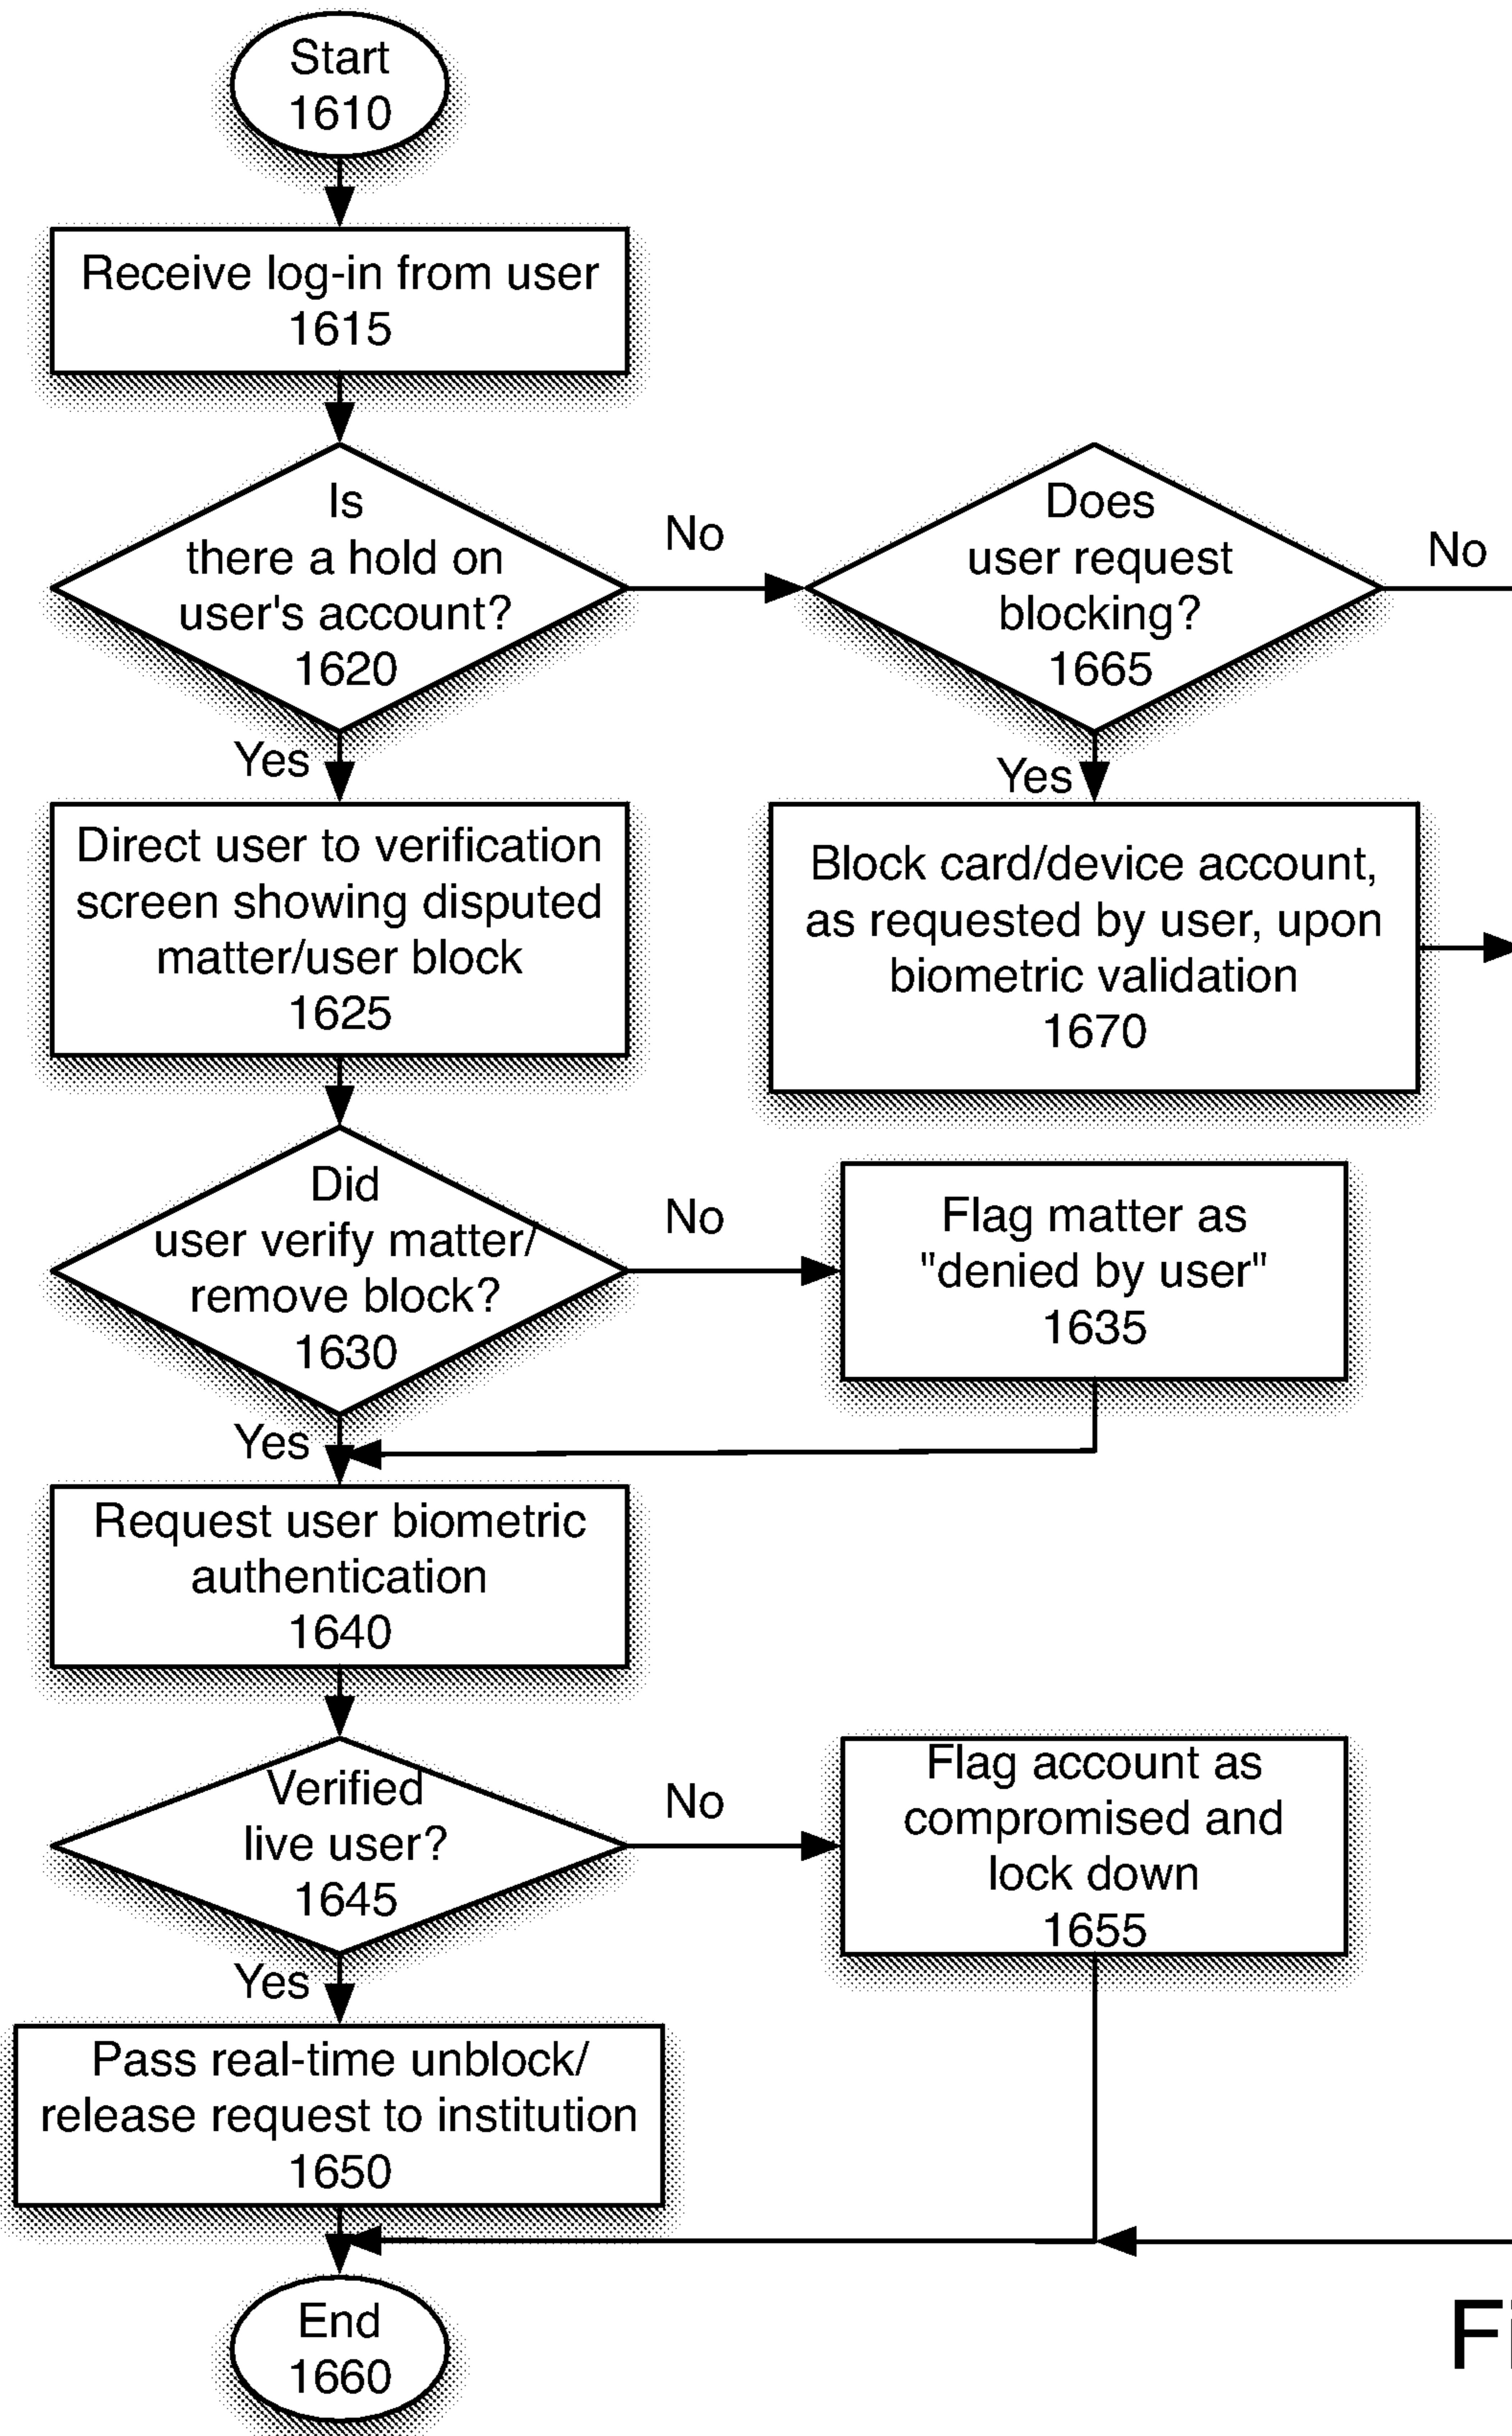 Start
1610
Receive log-in from user
1615
Is
there a hold on
user's account?
1620
No
Does
user request
blocking?
1665
No
Yes
Yes
Direct user to verification
screen showing disputed
matter/user block
1625
Block card/device account,
as requested by user, upon
biometric validation
1670
Did
user verify matter/
remove block?
1630
No
Flag matter as
"denied by user"
1635
Yes
Request user biometric
authentication
1640
Verified
live user?
1645
No
Flag account as
compromised and
lock down
1655
Yes
Pass real-time unblock/
release request to institution
1650
End
1660